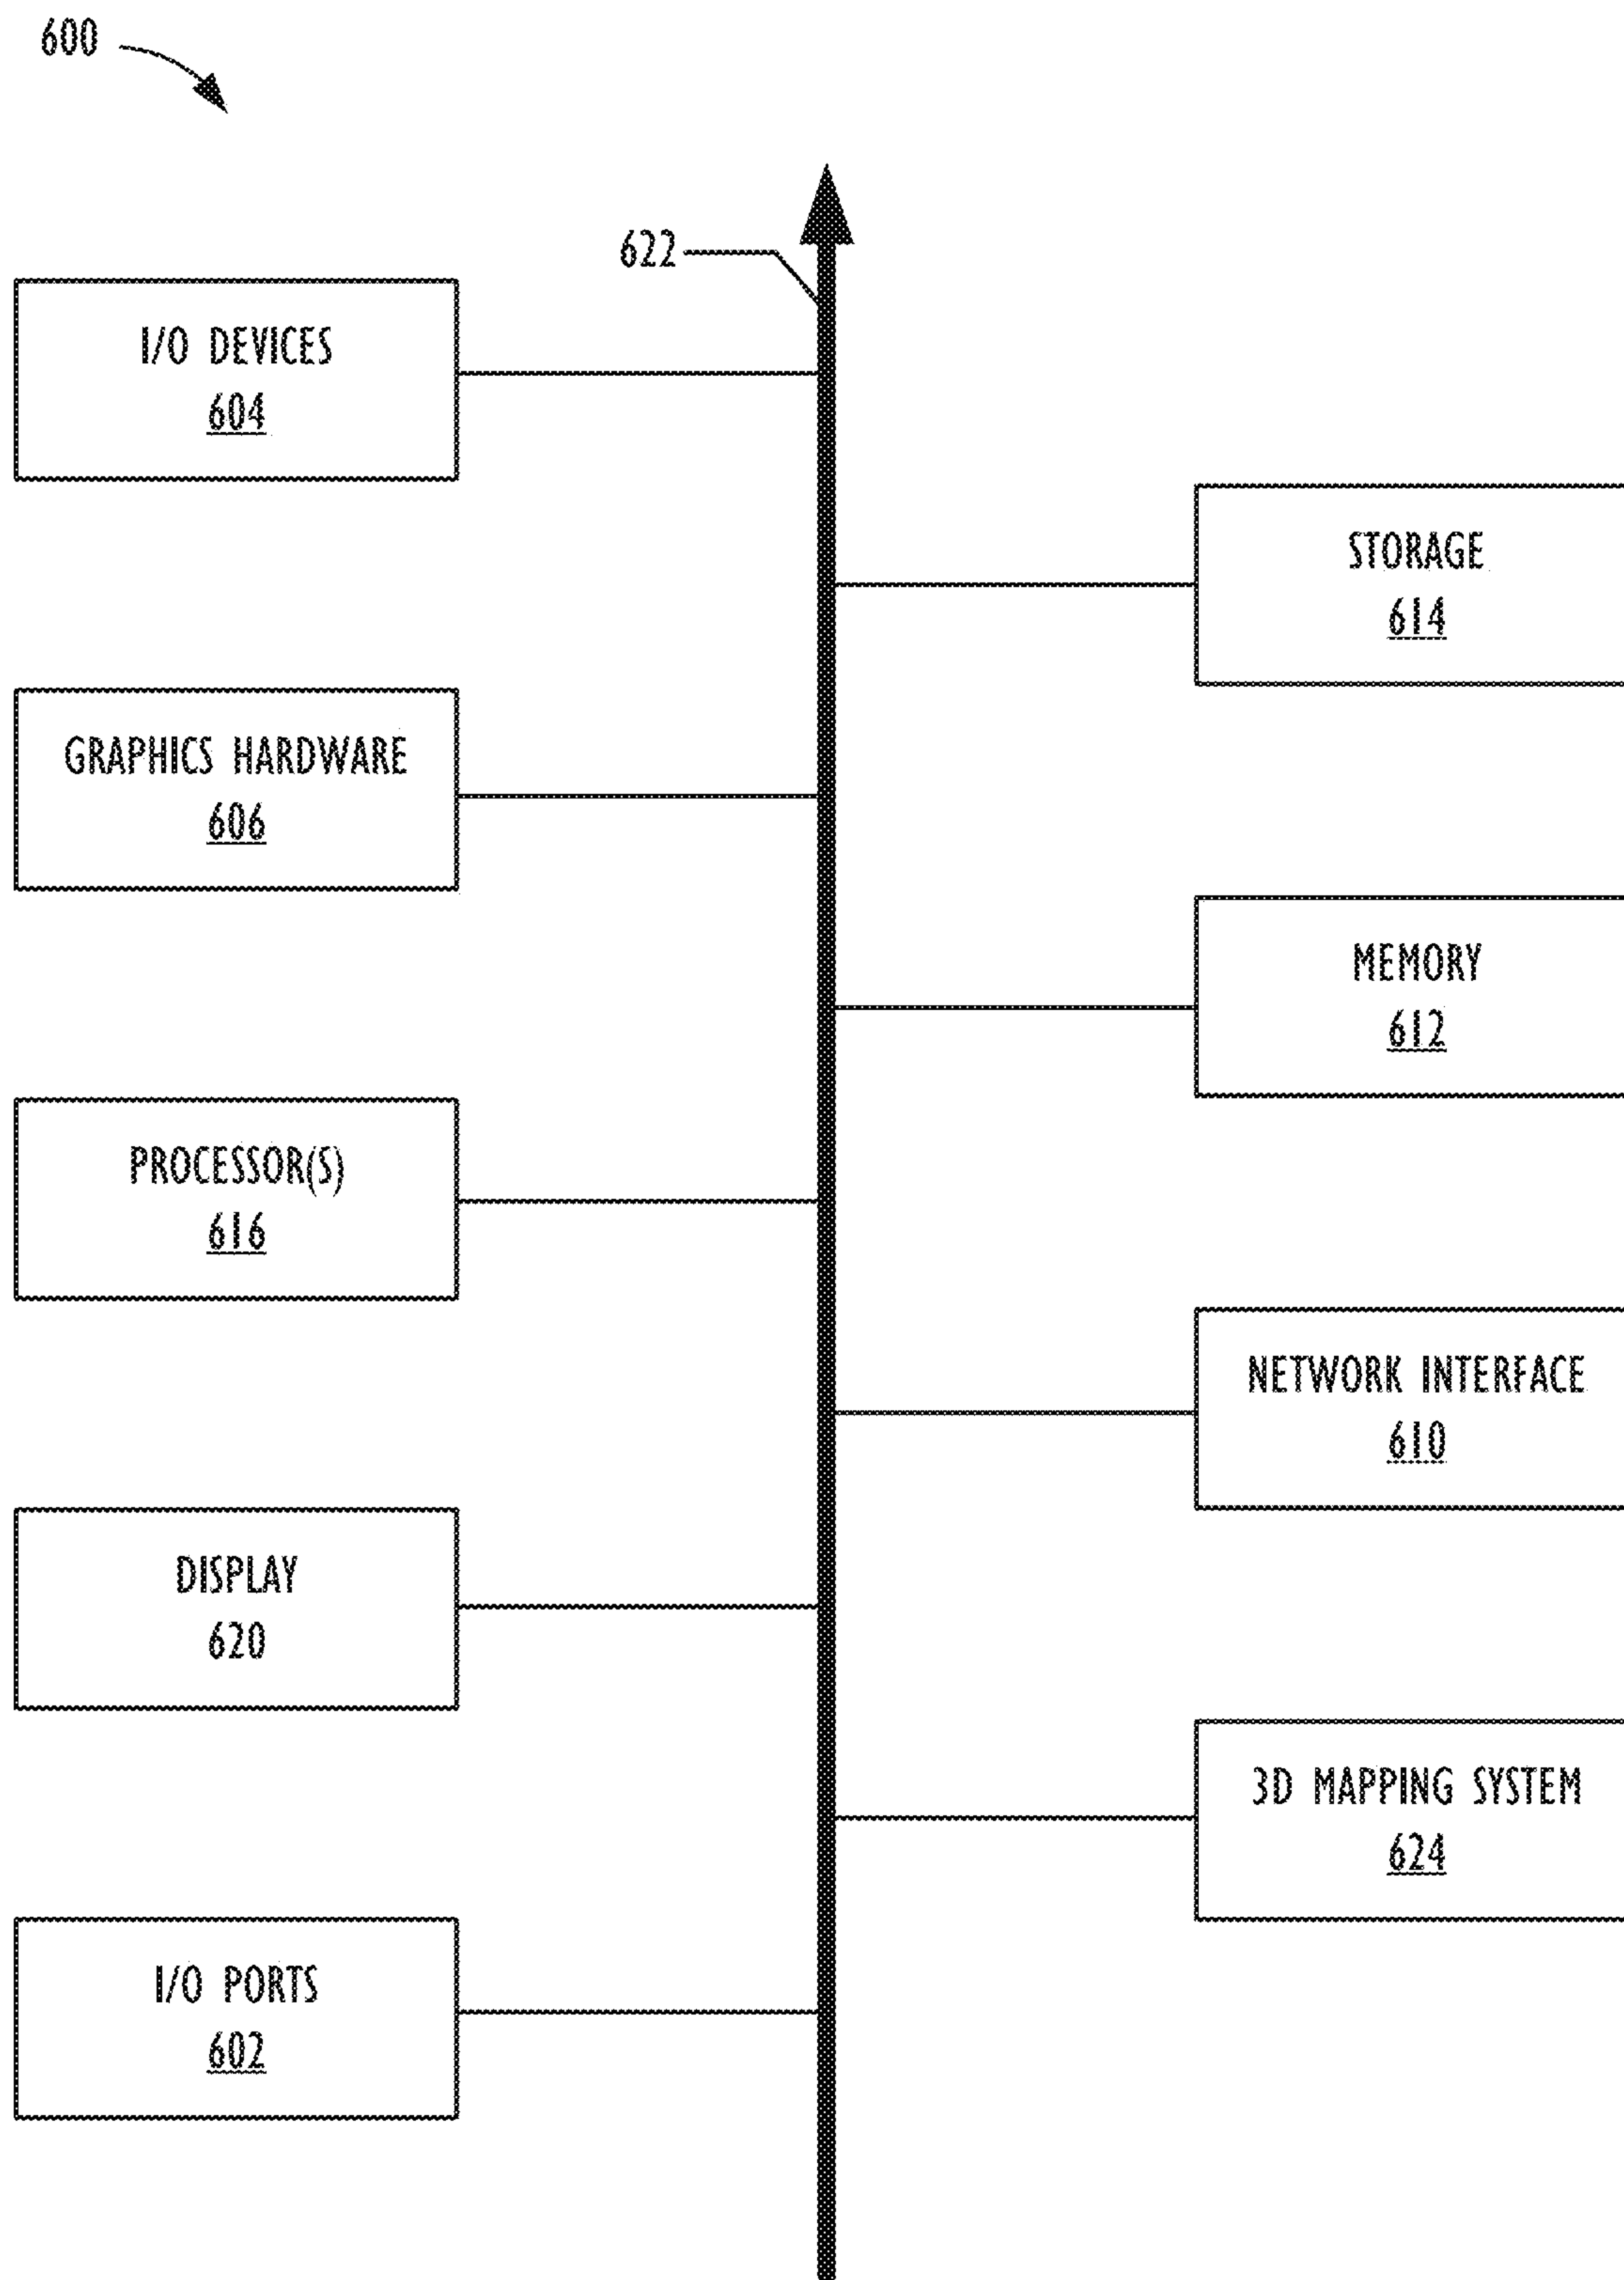 600
622
I/O DEVICES
604
STORAGE
614
GRAPHICS HARDWARE
606
MEMORY
612
PROCESSOR(S)
616
NETWORK INTERFACE
610
DISPLAY
620
3D MAPPING SYSTEM
624
I/O PORTS
602